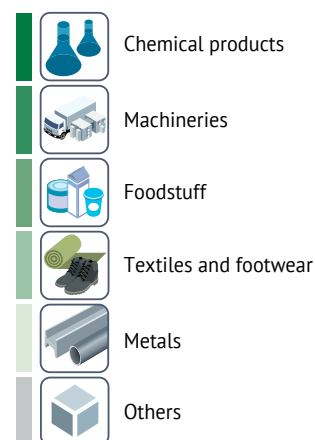 Chemical products
Machineries
Foodstuff
Textiles and footwear
Metals
Others